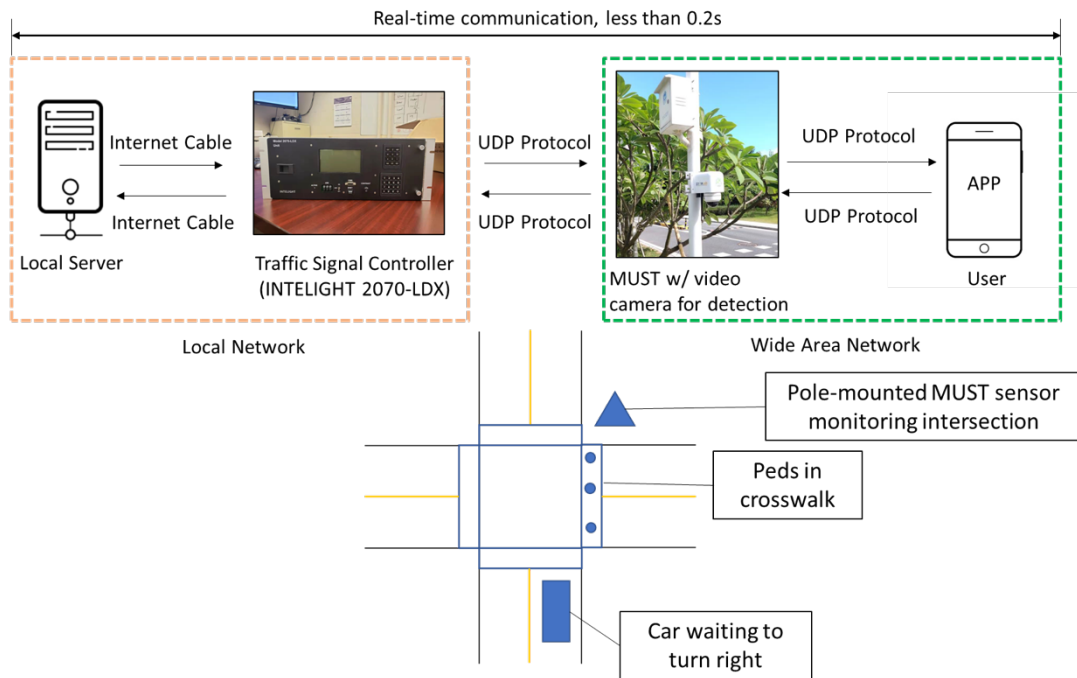 Real-time communication, less than 0.2s
Internet Cable
Internet Cable
UDP Protocol
UDP Protocol
UDP Protocol
UDP Protocol
APP
Local Server
Traffic Signal Controller
(INTELIGHT 2070-LDX)
MUST w/ video
camera for detection
User
INTELIGHT
Local Network
Wide Area Network
Pole-mounted MUST sensor
monitoring intersection
Peds in
crosswalk
Car waiting to
turn right